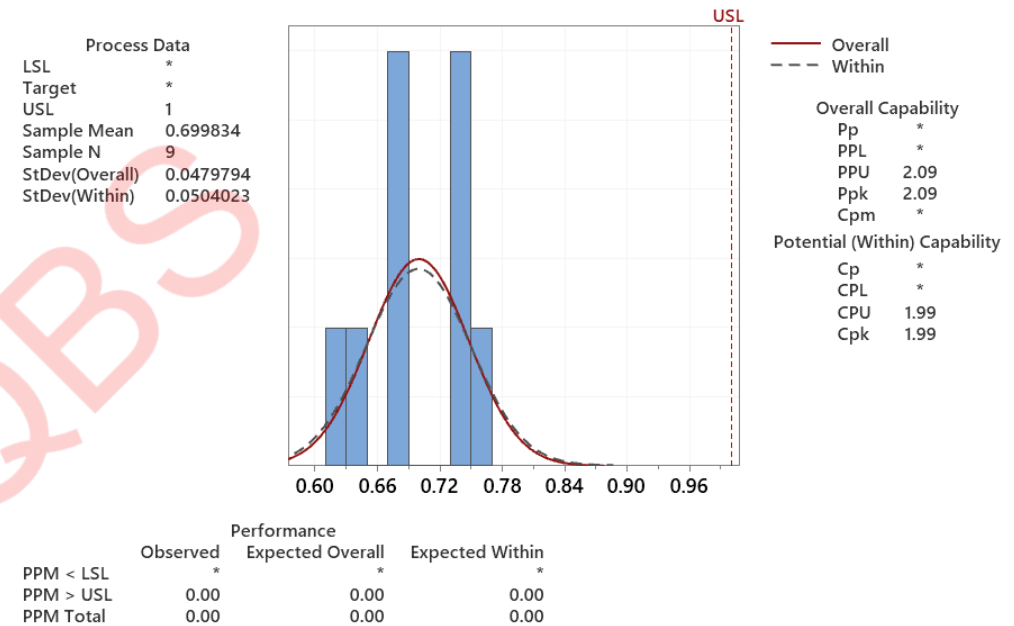 USL
Process Data
LSL *
Target *
USL 1
Sample Mean 0.699834
Sample N 9
StDev(Overall) 0.0479794
StDev(Within) 0.0504023
Overall
Within
Overall Capability
Pp *
PPL *
PPU 2.09
Ppk 2.09
Cpm *
Potential (Within) Capability
Cp *
CPL *
CPU 1.99
Cpk 1.99
0.60 0.66 0.72 0.78 0.84 0.90 0.96
Performance
Observed Expected Overall Expected Within
PPM < LSL * * *
PPM > USL 0.00 0.00 0.00
PPM Total 0.00 0.00 0.00
QBS